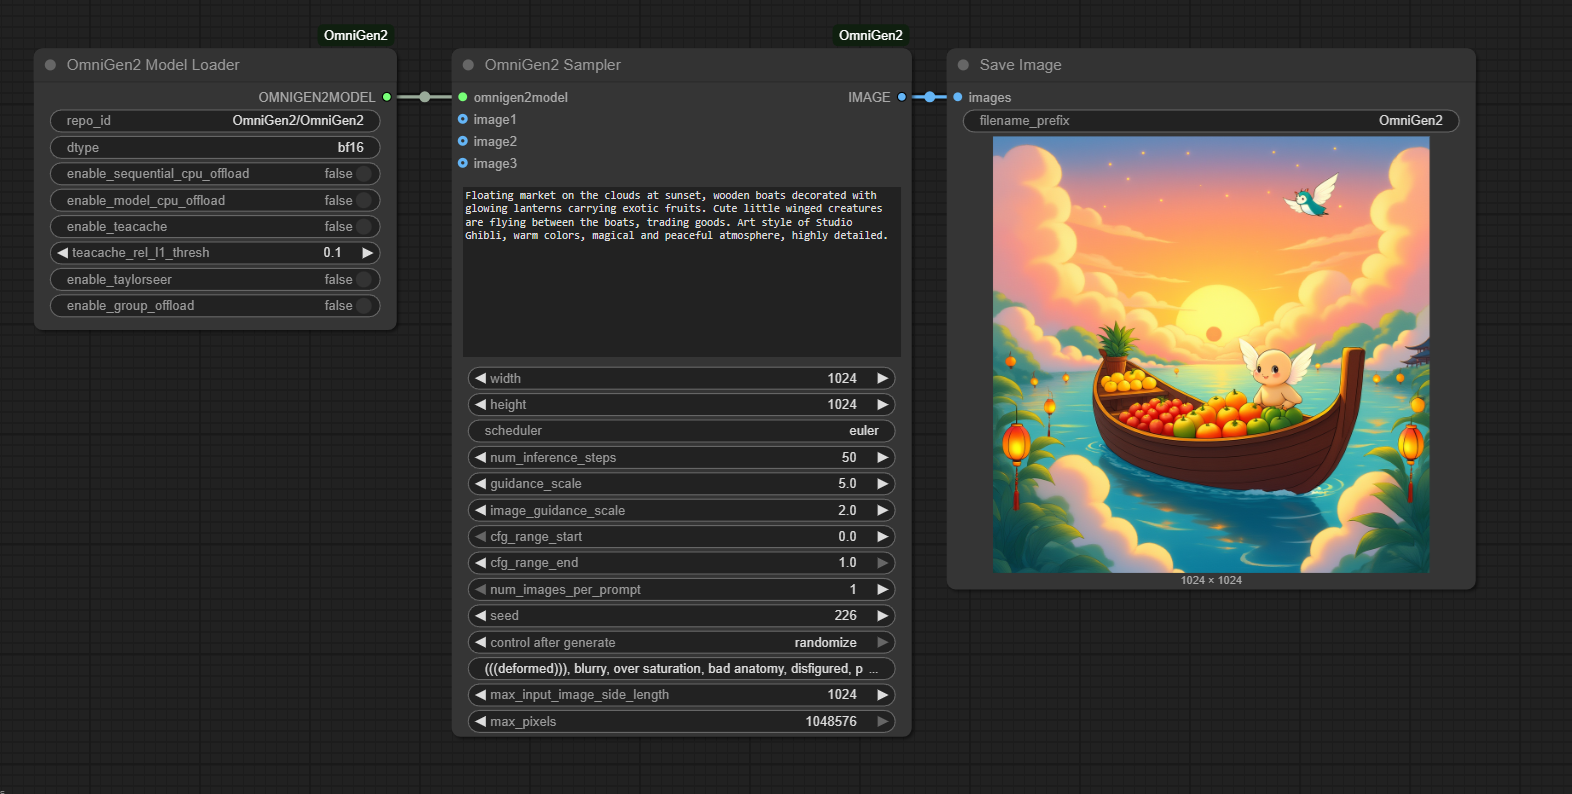 OmniGen2
OmniGen2 Model Loader
OMNIGEN2MODEL
repo_id OmniGen2/OmniGen2
dtype bf16
enable_sequential_cpu_offload false
enable_model_cpu_offload false
enable_teacache false
teacache_rel_l1_thresh 0.1
enable_taylorseer false
enable_group_offload false
OmniGen2
OmniGen2 Sampler
omnigen2model IMAGE
image1
image2
image3
Floating market on the clouds at sunset, wooden boats decorated with
glowing lanterns carrying exotic fruits. Cute little winged creatures
are flying between the boats, trading goods. Art style of Studio
Ghibli, warm colors, magical and peaceful atmosphere, highly detailed.
width 1024
height 1024
scheduler euler
num_inference_steps 50
guidance_scale 5.0
image_guidance_scale 2.0
cfg_range_start 0.0
cfg_range_end 1.0
num_images_per_prompt 1
seed 226
control after generate randomize
(((deformed))), blurry, over saturation, bad anatomy, disfigured, p ...
max_input_image_side_length 1024
max_pixels 1048576
Save Image
images
filename_prefix OmniGen2
1024 × 1024